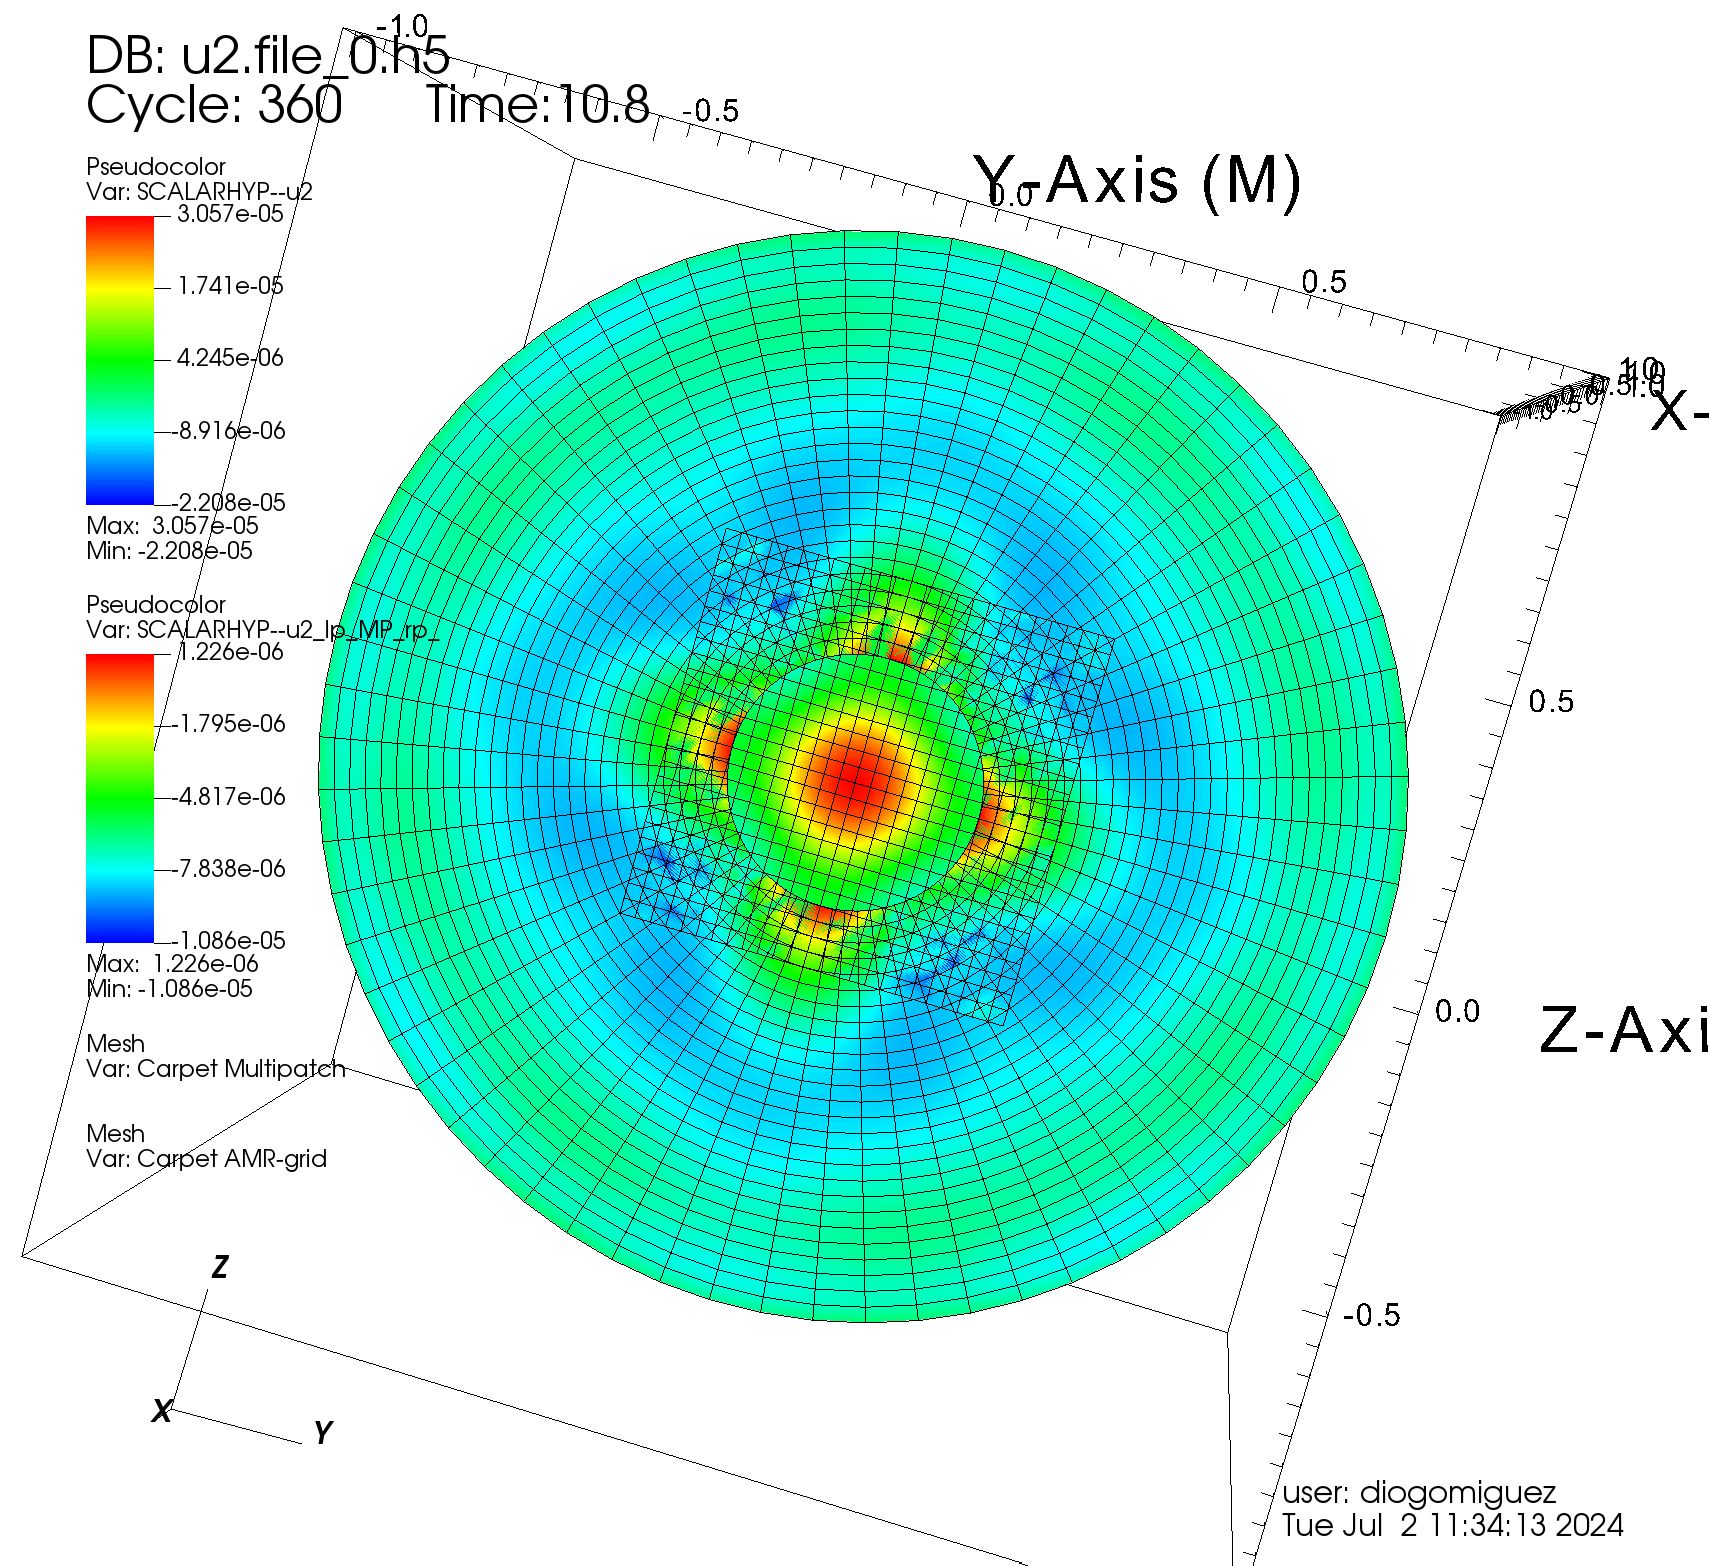 DB: u2.file_0.h5
Cycle: 360 Time:10.8
Pseudocolor
Var: SCALARHYP--u2
3.057e-05
1.741e-05
4.245e-06
-8.916e-06
-2.208e-05
Max: 3.057e-05
Min: -2.208e-05
Pseudocolor
Var: SCALARHYP--u2_lp_MP_rp_
1.226e-06
-1.795e-06
-4.817e-06
-7.838e-06
-1.086e-05
Max: 1.226e-06
Min: -1.086e-05
Mesh
Var: Carpet Multipatch
Mesh
Var: Carpet AMR-grid
-1.0
-0.5
0.0
0.5
1.0
Y-Axis (M)
X-
0.5
0.0
-0.5
Z-Axi
Z
X
Y
user: diogomiguez
Tue Jul 2 11:34:13 2024